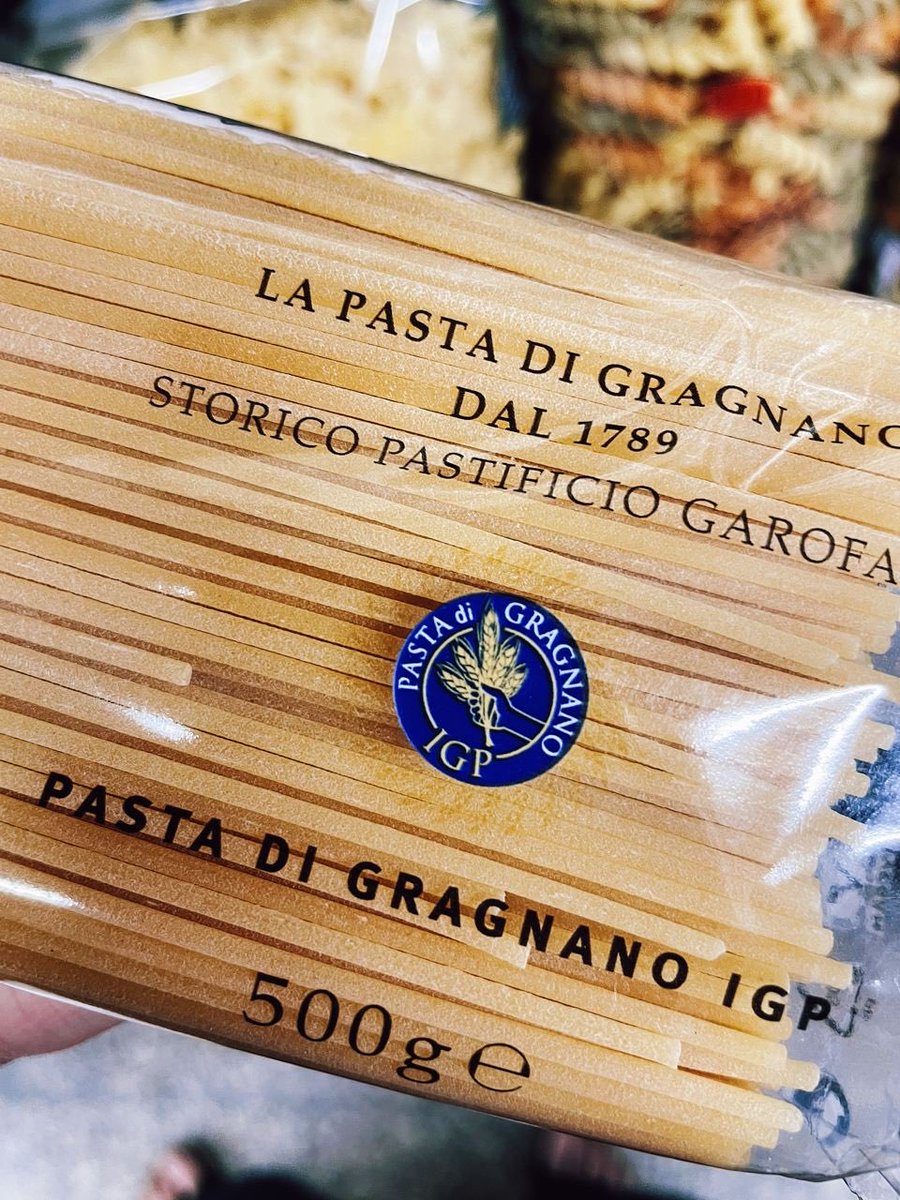 LA PASTA DI GRAGNANO
DAL 1789
STORICO PASTIFICIO GAROFA
PASTA di GRAGNANO
IGP
PASTA DI GRAGNANO IGP
500g e